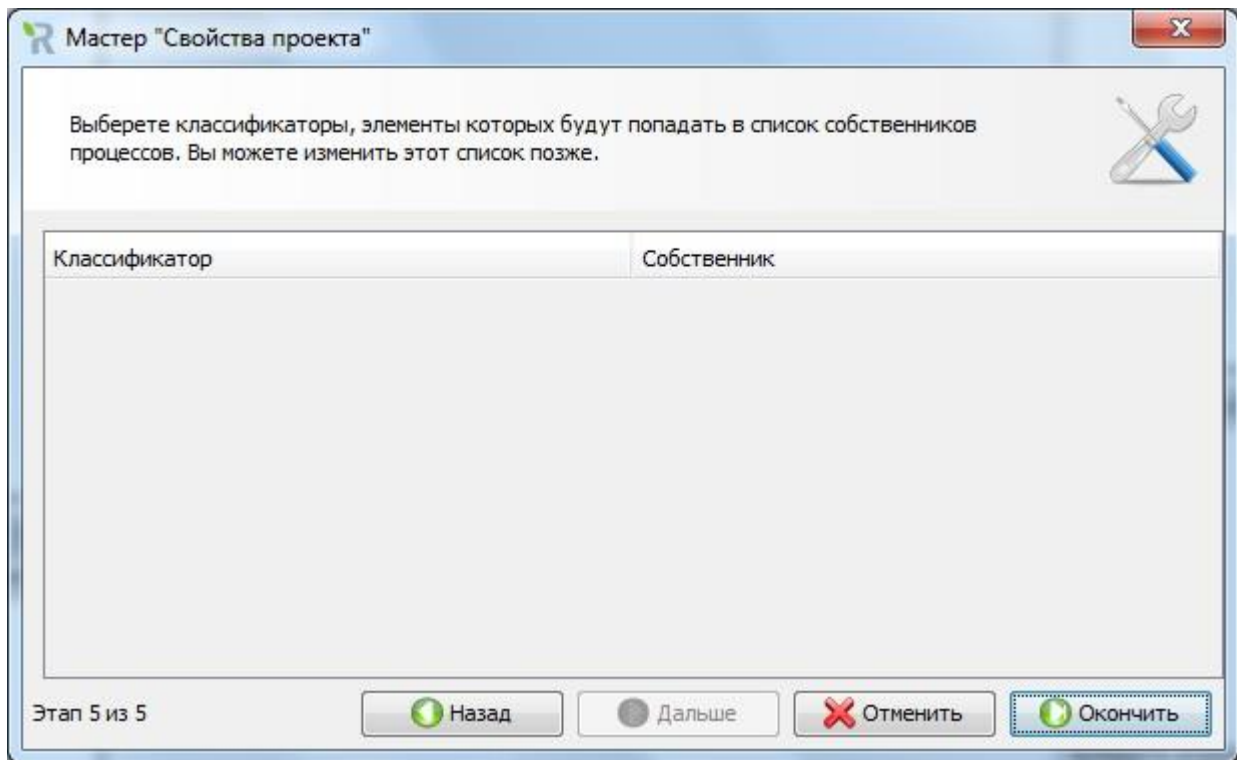 Мастер "Свойства проекта"
Выберете классификаторы, элементы которых будут попадать в список собственников
процессов. Вы можете изменить этот список позже.
Классификатор Собственник
Этап 5 из 5 Назад Дальше Отменить Окончить